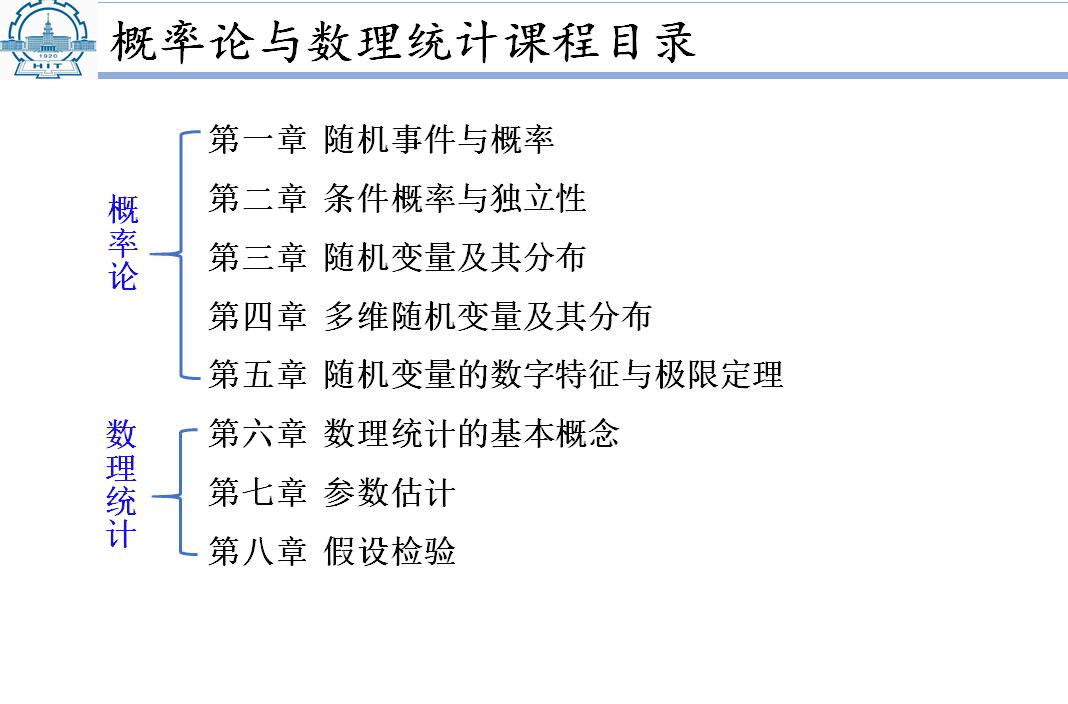 概率论与数理统计课程目录
1920
HIT
概率论
第一章 随机事件与概率
第二章 条件概率与独立性
第三章 随机变量及其分布
第四章 多维随机变量及其分布
第五章 随机变量的数字特征与极限定理
数理统计
第六章 数理统计的基本概念
第七章 参数估计
第八章 假设检验